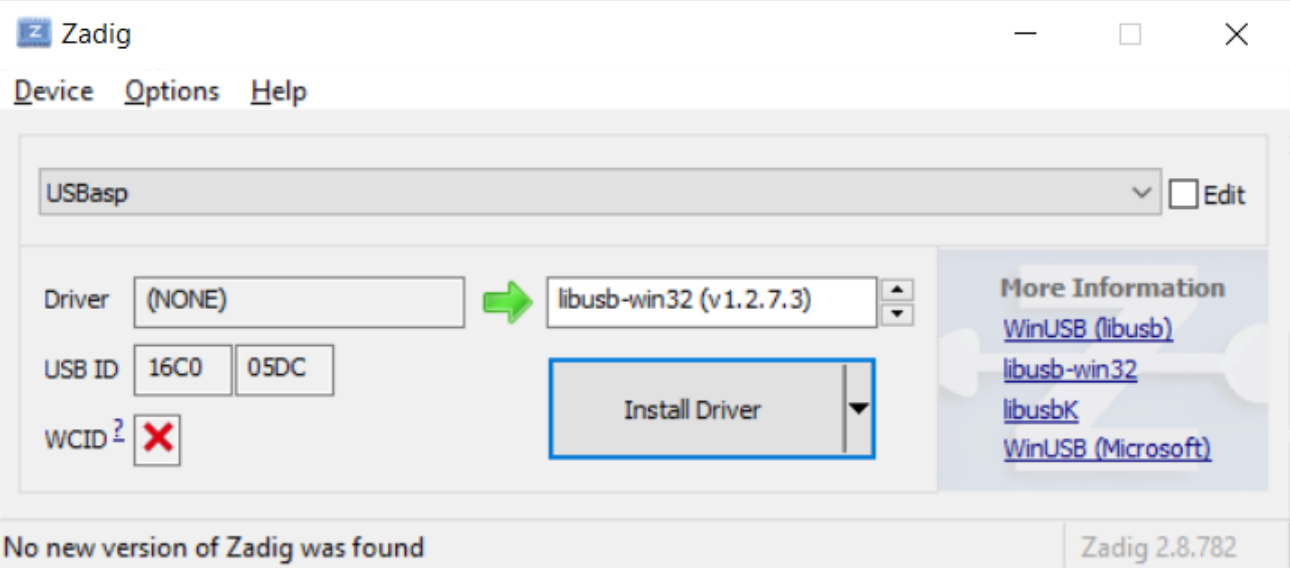 Zadig
Device Options Help
USBasp
Edit
Driver (NONE) libusb-win32 (v1.2.7.3)
USB ID 16C0 05DC
WCID ?
Install Driver
More Information
WinUSB (libusb)
libusb-win32
libusbK
WinUSB (Microsoft)
No new version of Zadig was found
Zadig 2.8.782